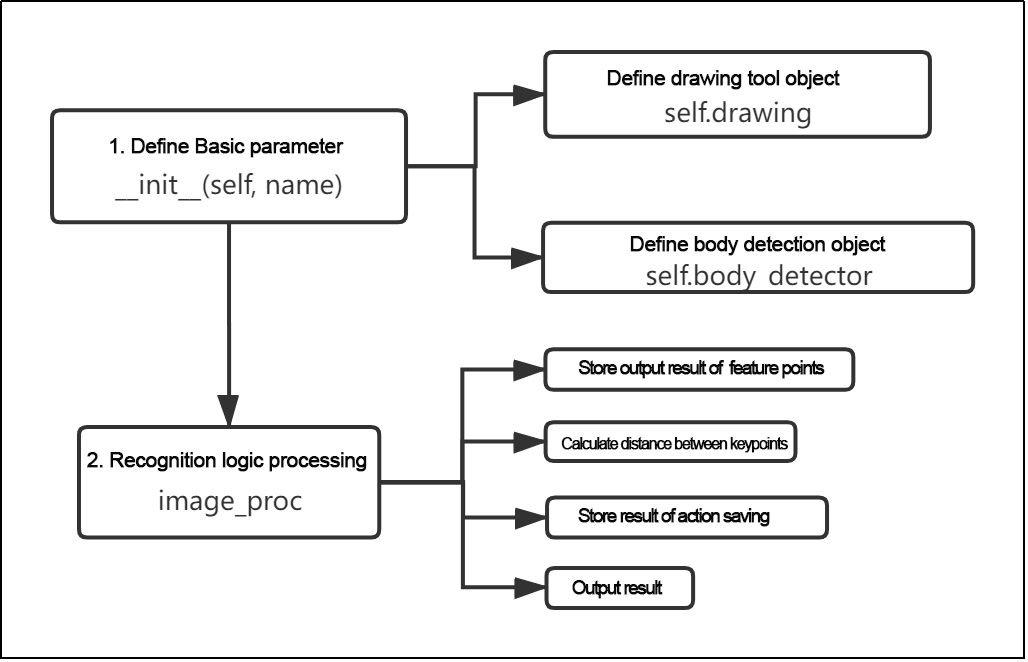 1. Define Basic parameter
__init__(self, name)
Define drawing tool object
self.drawing
Define body detection object
self.body_detector
2. Recognition logic processing
image_proc
Store output result of feature points
Calculate distance between keypoints
Store result of action saving
Output result